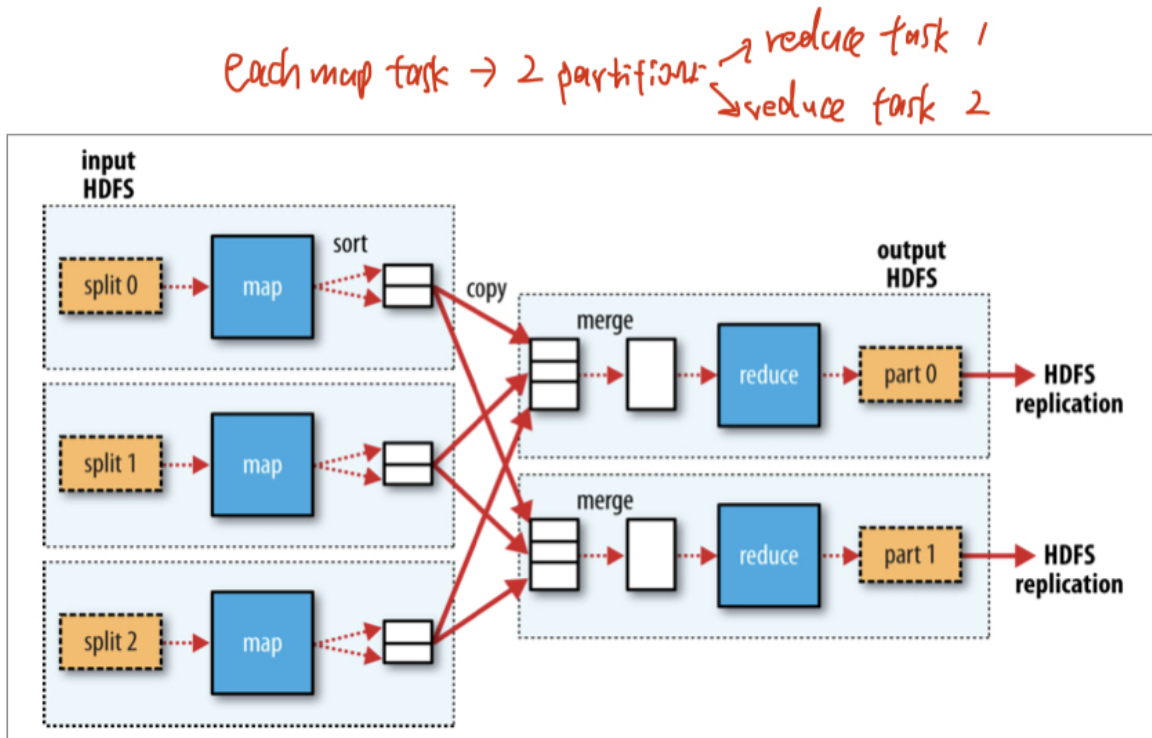 reduce task 1
each map task → 2 partitions
reduce task 2
input
HDFS
split 0
map
sort
copy
split 1
map
split 2
map
output
HDFS
merge
reduce
part 0
HDFS
replication
merge
reduce
part 1
HDFS
replication